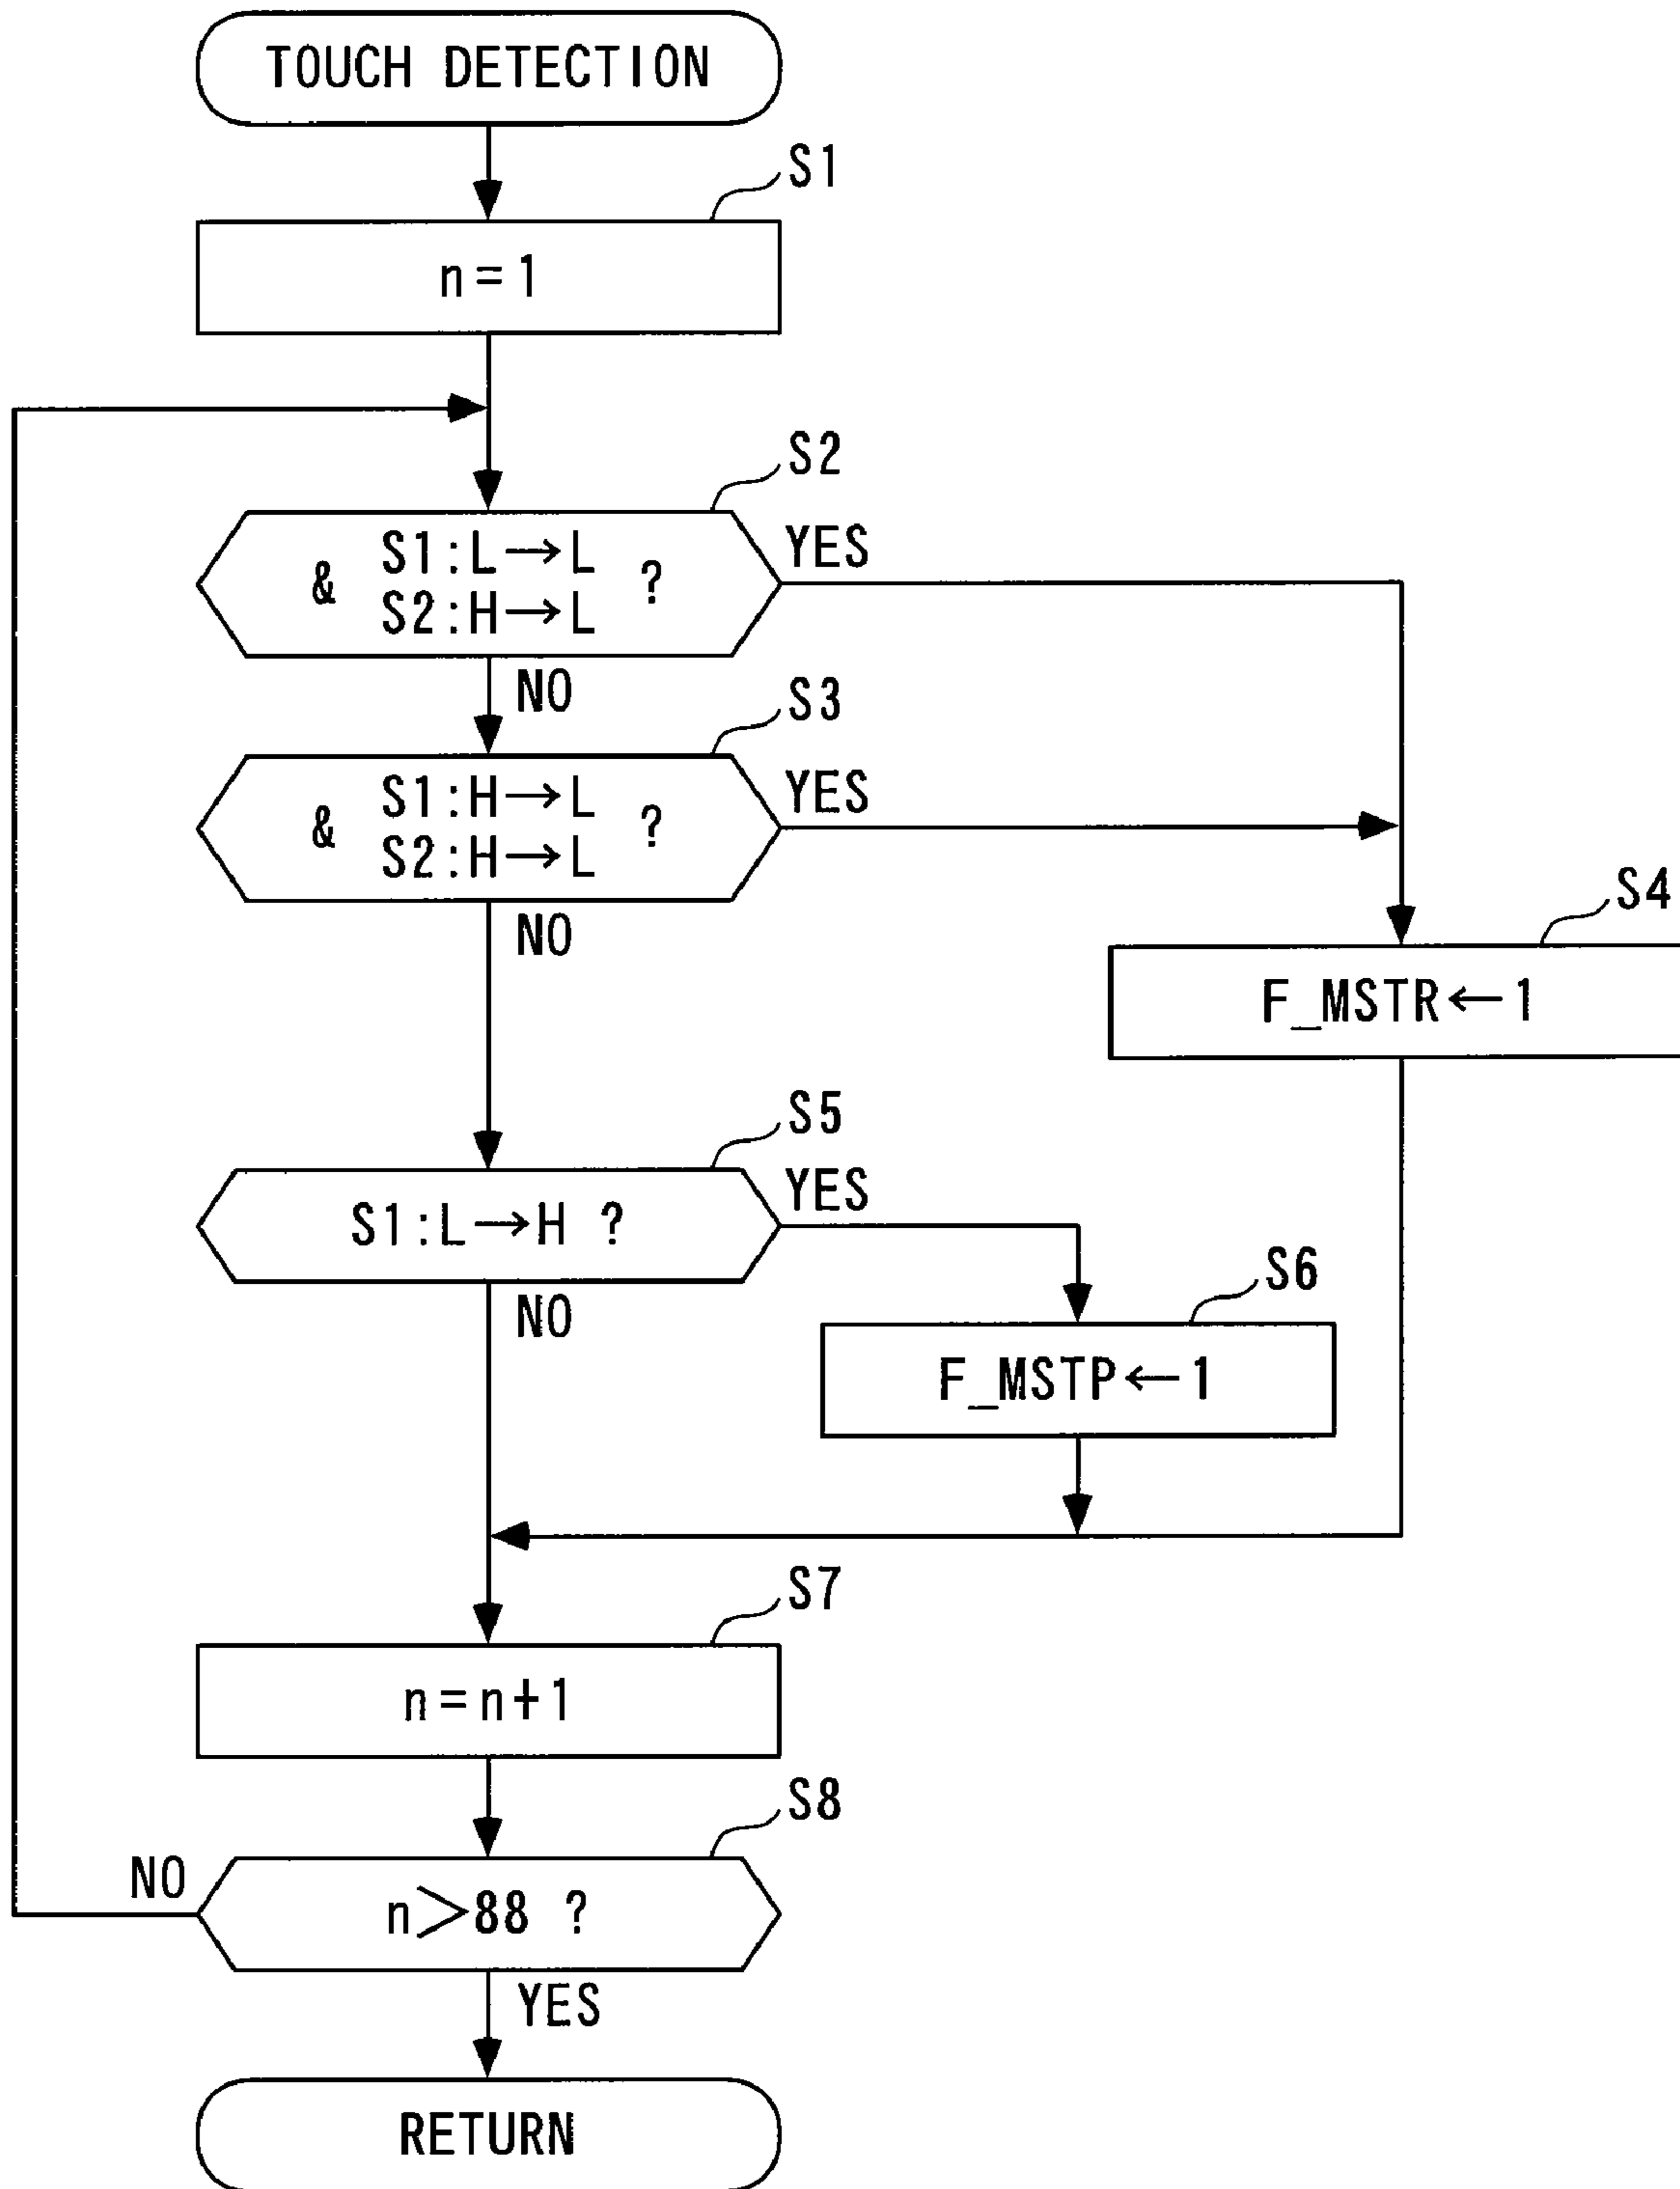 TOUCH DETECTION
S1
n=1
S2
S1:L→L
& ?
S2:H→L
YES
NO
S3
S1:H→L
& ?
S2:H→L
YES
NO
S4
F_MSTR←1
S5
S1:L→H ?
YES
NO
S6
F_MSTP←1
S7
n=n+1
S8
n>88 ?
NO
YES
RETURN